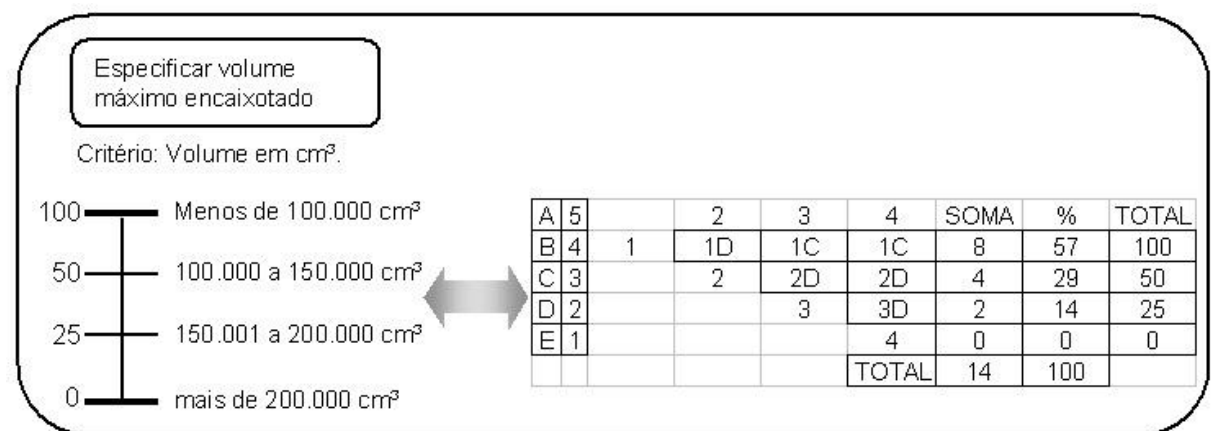 Especificar volume
máximo encaixotado
Critério: Volume em cm³.
100 Menos de 100.000 cm³
50 100.000 a 150.000 cm³
25 150.001 a 200.000 cm³
0 mais de 200.000 cm³
A 5 2 3 4 SOMA % TOTAL
B 4 1 1D 1C 1C 8 57 100
C 3 2 2D 2D 4 29 50
D 2 3 3D 2 14 25
E 1 4 0 0 0
TOTAL 14 100